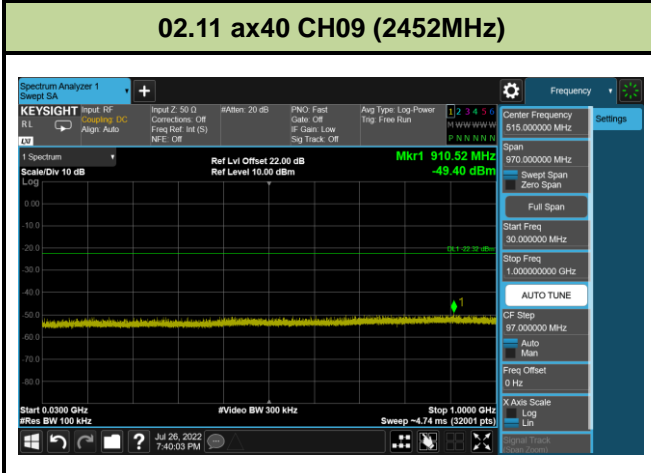 02.11 ax40 CH09 (2452MHz)
Spectrum Analyzer 1
Swept SA
+
Frequency
KEYSIGHT Input: RF Input Z: 50 Ω #Atten: 20 dB PNO: Fast Avg Type: Log-Power 1 2 3 4 5 6
RL Coupling: DC Corrections: Off Gate: Off Trig: Free Run M W W W W W
Align: Auto Freq Ref: Int (S) IF Gain: Low
LXI NFE: Off Sig Track: Off P N N N N N
Center Frequency
515.000000 MHz
Settings
1 Spectrum
Ref Lvl Offset 22.00 dB
Mkr1 910.52 MHz
Scale/Div 10 dB
Ref Level 10.00 dBm
-49.40 dBm
Log
0.00
-10.0
-20.0
DL1 -22.32 dBm
-30.0
-40.0
1
-50.0
-60.0
-70.0
-80.0
Start 0.0300 GHz
#Video BW 300 kHz
Stop 1.0000 GHz
#Res BW 100 kHz
Sweep ~4.74 ms (32001 pts)
Span
970.000000 MHz
Swept Span
Zero Span
Full Span
Start Freq
30.000000 MHz
Stop Freq
1.000000000 GHz
AUTO TUNE
CF Step
97.000000 MHz
Auto
Man
Freq Offset
0 Hz
X Axis Scale
Log
Lin
Signal Track
(Span Zoom)
?
Jul 26, 2022
7:40:03 PM